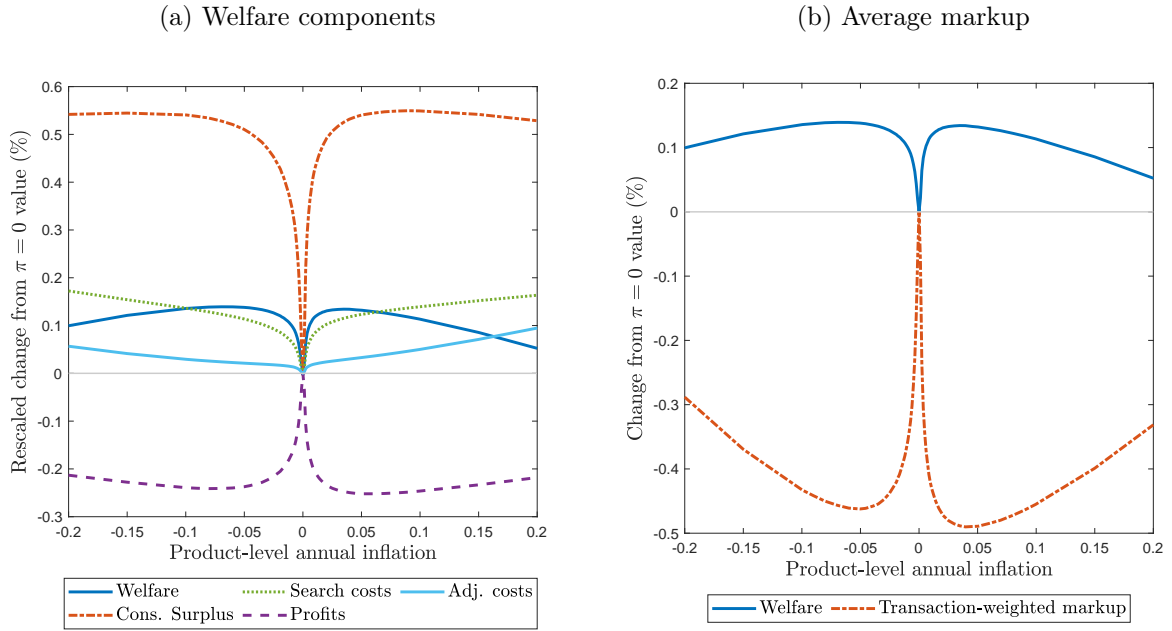 (a) Welfare components
Rescaled change from π = 0 value (%)
0.6
0.5
0.4
0.3
0.2
0.1
0
-0.1
-0.2
-0.3
-0.2 -0.15 -0.1 -0.05 0 0.05 0.1 0.15 0.2
Product-level annual inflation
Welfare Search costs Adj. costs
Cons. Surplus Profits
(b) Average markup
Change from π = 0 value (%)
0.2
0.1
0
-0.1
-0.2
-0.3
-0.4
-0.5
-0.2 -0.15 -0.1 -0.05 0 0.05 0.1 0.15 0.2
Product-level annual inflation
Welfare Transaction-weighted markup